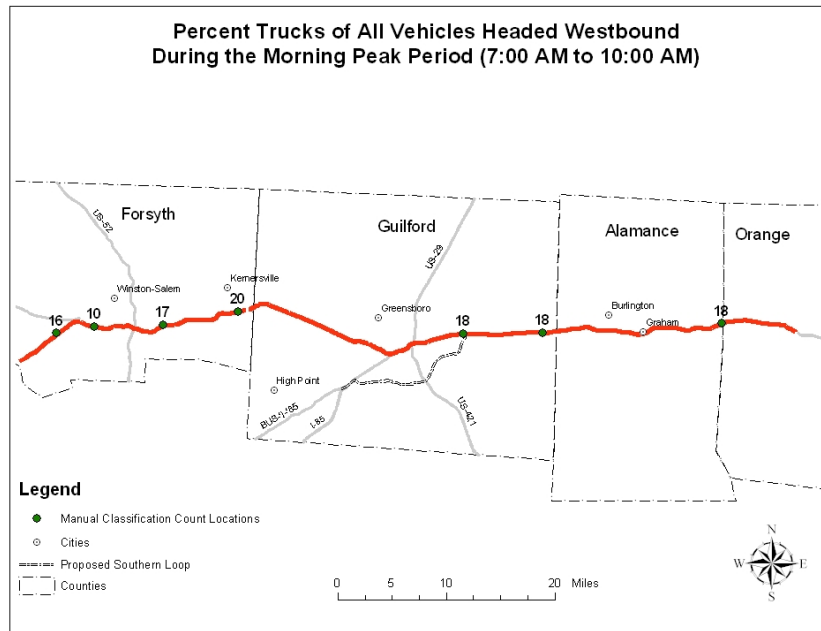 Percent Trucks of All Vehicles Headed Westbound
During the Morning Peak Period (7:00 AM to 10:00 AM)
Forsyth
Guilford
Alamance
Orange
US-52
US-29
Winston-Salem
Kernersville
Greensboro
Burlington
Graham
16
10
17
20
18
18
18
High Point
BUS-I-85
I-85
US-421
Legend
Manual Classification Count Locations
Cities
Proposed Southern Loop
Counties
0 5 10 20 Miles
N
W E
S